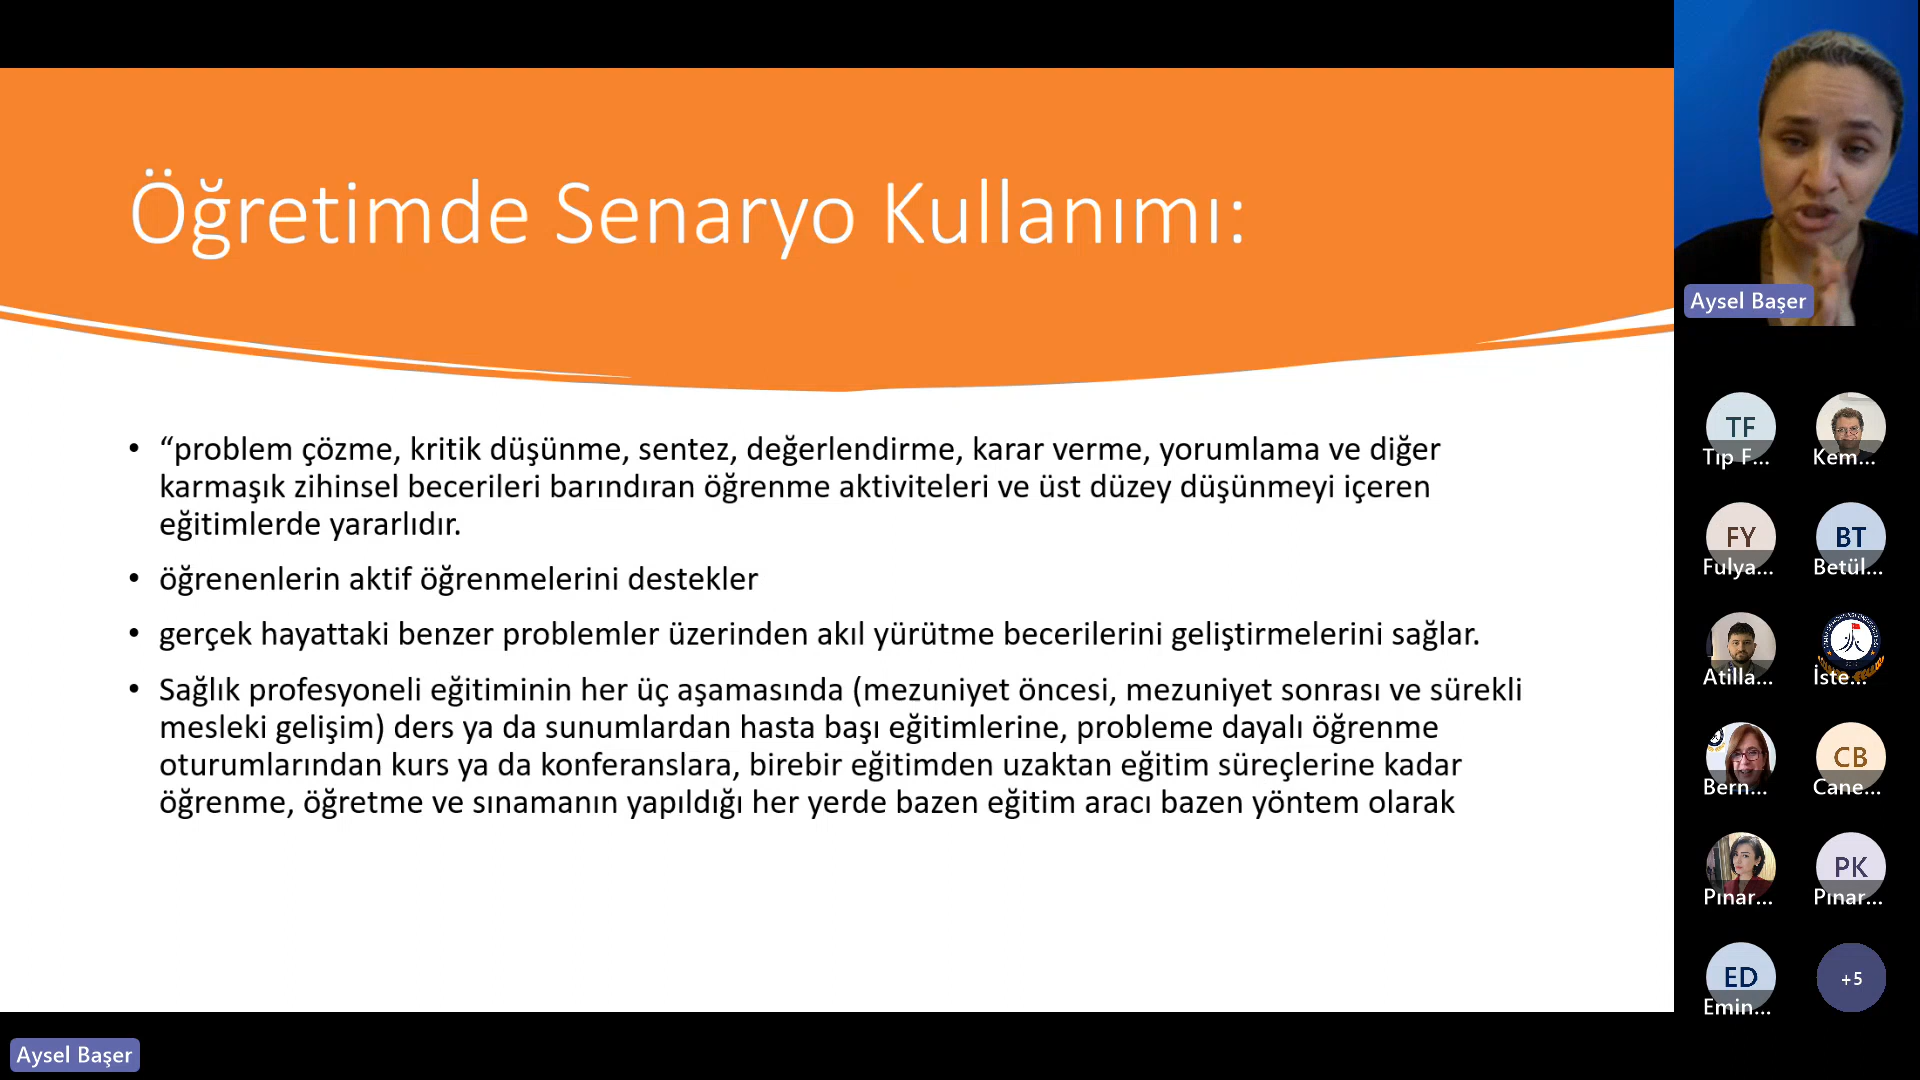 Öğretimde Senaryo Kullanımı:
• “problem çözme, kritik düşünme, sentez, değerlendirme, karar verme, yorumlama ve diğer
karmaşık zihinsel becerileri barındıran öğrenme aktiviteleri ve üst düzey düşünmeyi içeren
eğitimlerde yararlıdır.
• öğrenenlerin aktif öğrenmelerini destekler
• gerçek hayattaki benzer problemler üzerinden akıl yürütme becerilerini geliştirmelerini sağlar.
• Sağlık profesyoneli eğitiminin her üç aşamasında (mezuniyet öncesi, mezuniyet sonrası ve sürekli
mesleki gelişim) ders ya da sunumlardan hasta başı eğitimlerine, probleme dayalı öğrenme
oturumlarından kurs ya da konferanslara, birebir eğitimden uzaktan eğitim süreçlerine kadar
öğrenme, öğretme ve sınamanın yapıldığı her yerde bazen eğitim aracı bazen yöntem olarak
Aysel Başer
TF
Tıp F...
Kem...
FY
Fulya...
BT
Betül...
Atilla...
İste...
Bern...
CB
Cane...
Pınar...
PK
Pınar...
ED
Emin...
+5
Aysel Başer